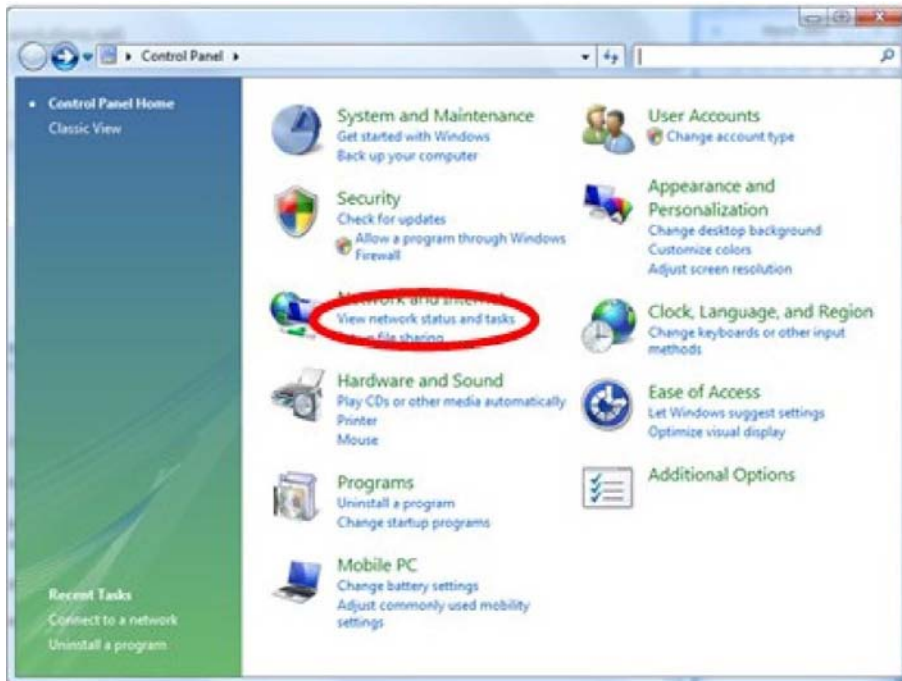 Control Panel
Control Panel Home
Classic View
System and Maintenance
Get started with Windows
Back up your computer
Security
Check for updates
Allow a program through Windows
Firewall
Network and Internet
View network status and tasks
file sharing
Hardware and Sound
Play CDs or other media automatically
Printer
Mouse
Programs
Uninstall a program
Change startup programs
Mobile PC
Change battery settings
Adjust commonly used mobility
settings
User Accounts
Change account type
Appearance and
Personalization
Change desktop background
Customize colors
Adjust screen resolution
Clock, Language, and Region
Change keyboards or other input
methods
Ease of Access
Let Windows suggest settings
Optimize visual display
Additional Options
Recent Tasks
Connect to a network
Uninstall a program